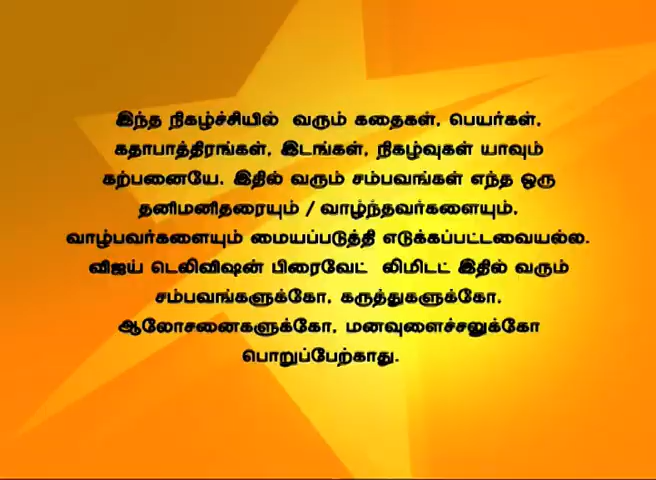 இந்த நிகழ்ச்சியில் வரும் கதைகள், பெயர்கள்,
கதாபாத்திரங்கள், இடங்கள், நிகழ்வுகள் யாவும்
கற்பனையே. இதில் வரும் சம்பவங்கள் எந்த ஒரு
தனிமனிதரையும் / வாழ்ந்தவர்களையும்,
வாழ்பவர்களையும் மையப்படுத்தி எடுக்கப்பட்டவையல்ல.
விஜய் டெலிவிஷன் பிரைவேட் லிமிடட் இதில் வரும்
சம்பவங்களுக்கோ, கருத்துகளுக்கோ,
ஆலோசனைகளுக்கோ, மனவுளைச்சலுக்கோ
பொறுப்பேற்காது.